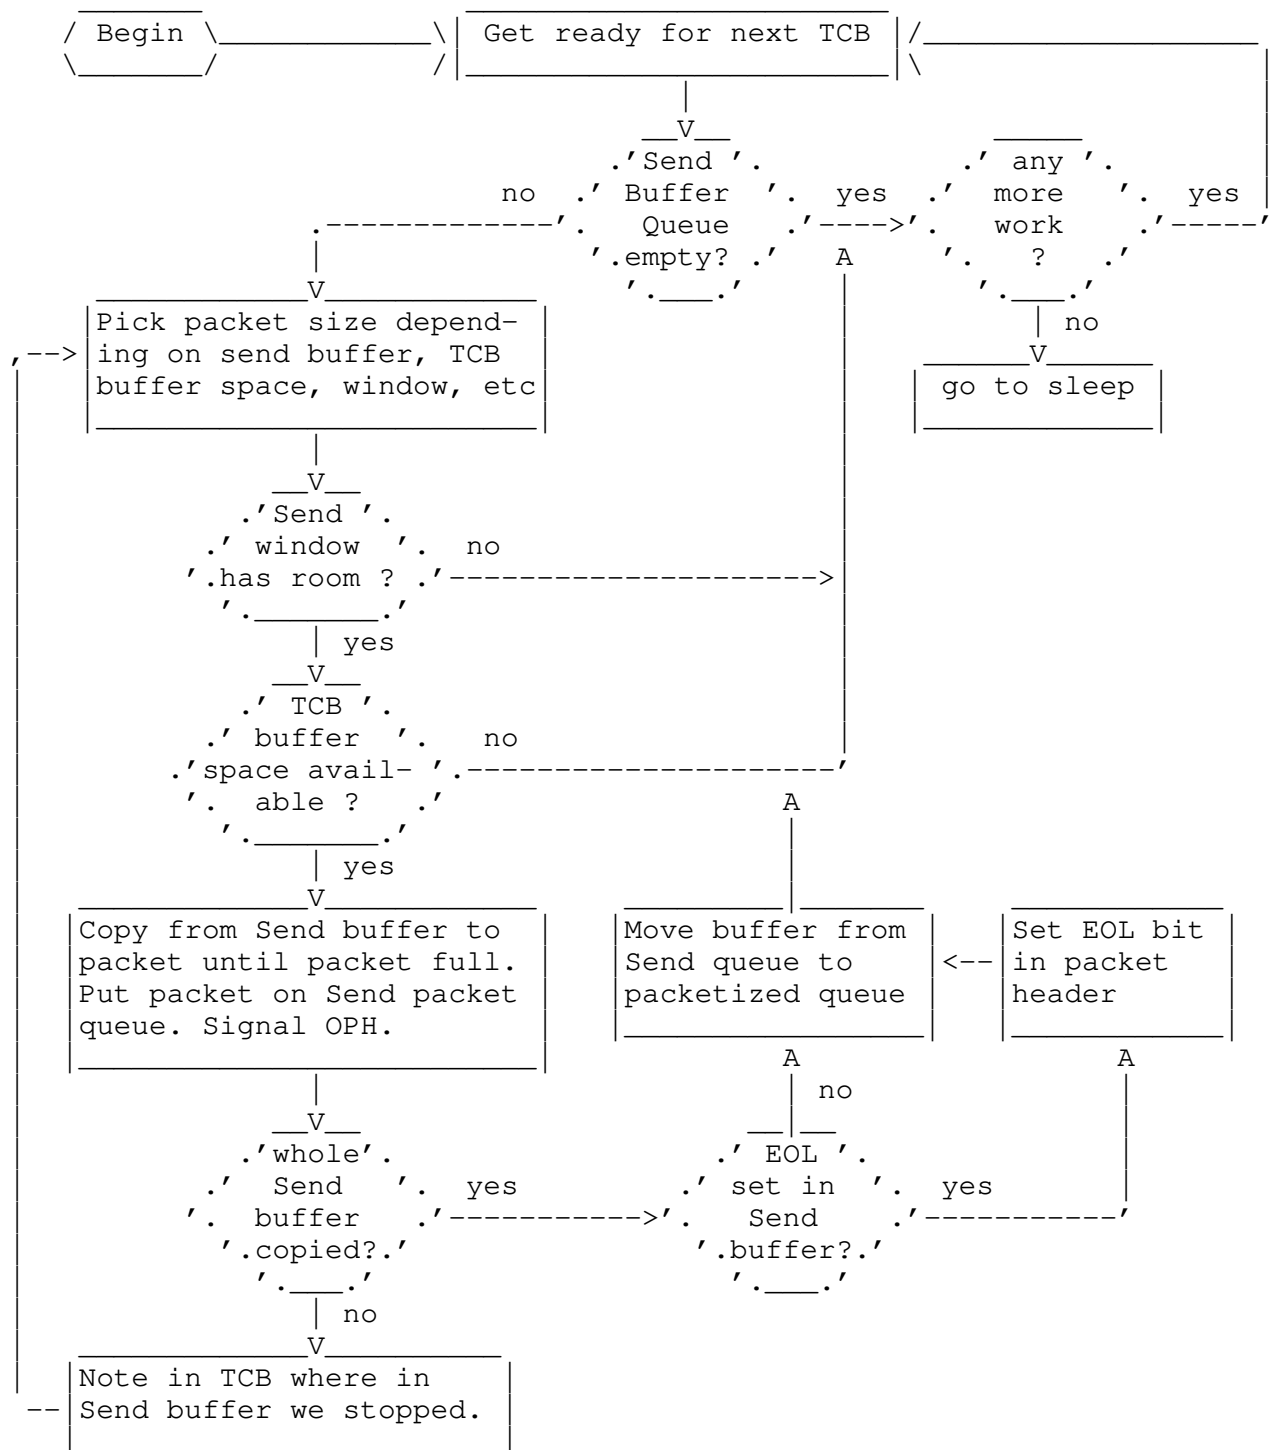 Begin
Get ready for next TCB
Send
Buffer
Queue
empty?
no
yes
any
more
work
?
yes
no
go to sleep
Pick packet size depend-
ing on send buffer, TCB
buffer space, window, etc
Send
window
has room ?
no
yes
TCB
buffer
space avail-
able ?
no
yes
Copy from Send buffer to
packet until packet full.
Put packet on Send packet
queue. Signal OPH.
Move buffer from
Send queue to
packetized queue
Set EOL bit
in packet
header
no
whole
Send
buffer
copied?
yes
EOL
set in
Send
buffer?
yes
no
Note in TCB where in
Send buffer we stopped.